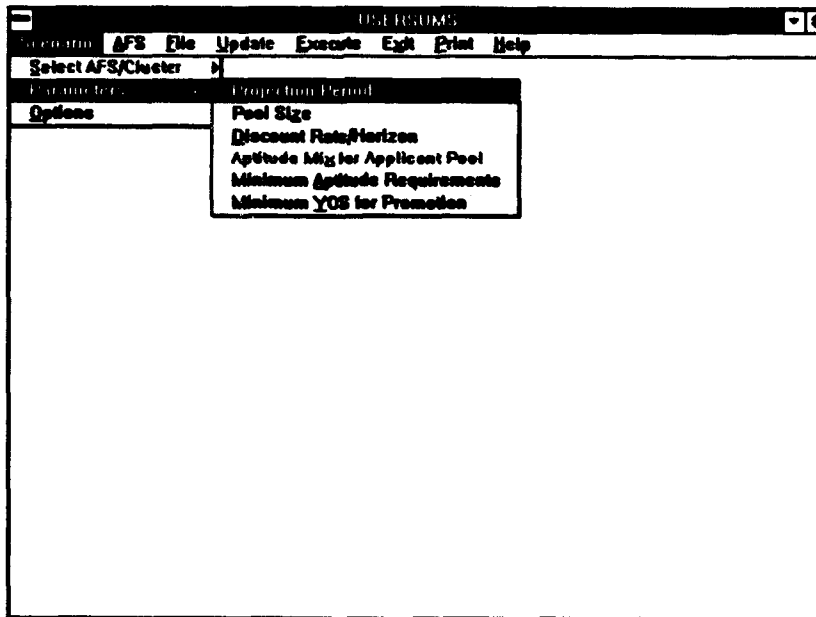 USERSUMS
Scenario AFS File Update Execute Exit Print Help
Select AFS/Cluster
Parameters Projection Period
Options Pool Size
Discount Rate/Horizon
Aptitude Mix for Applicant Pool
Minimum Aptitude Requirements
Minimum YOS for Promotion